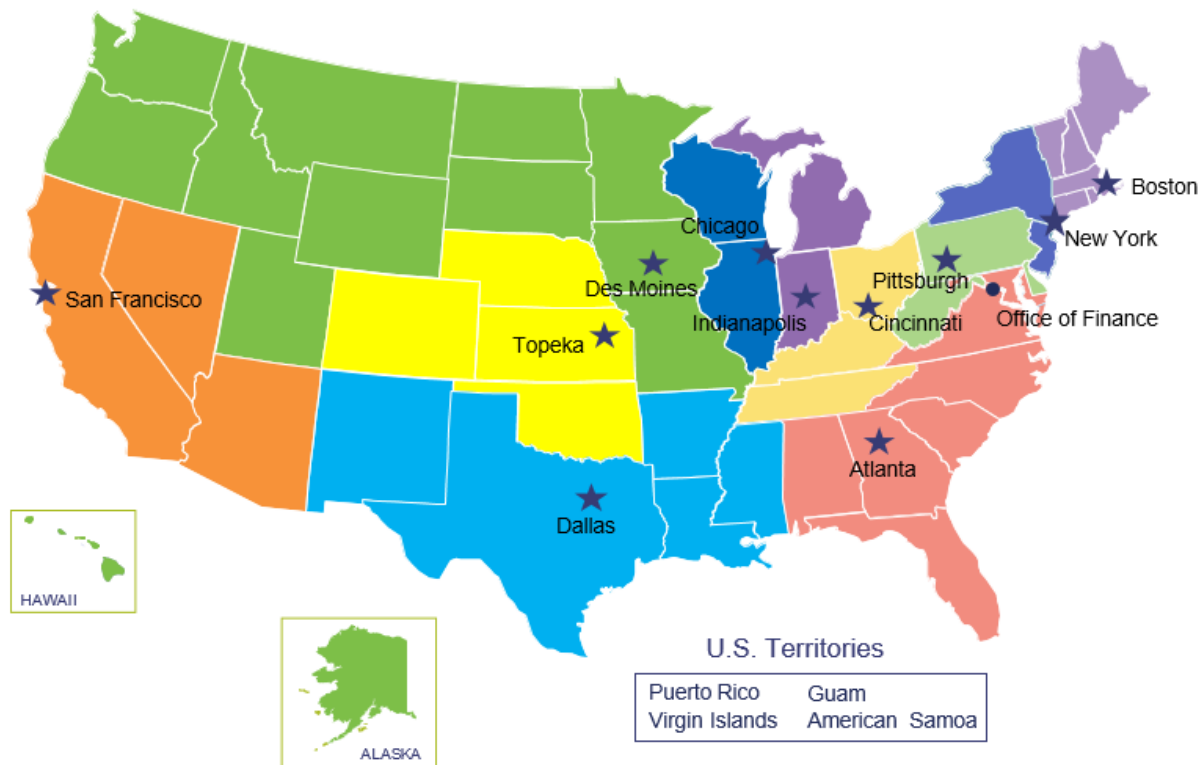 Boston
Chicago
New York
Pittsburgh
Des Moines
San Francisco
Indianapolis
Cincinnati
Office of Finance
Topeka
Atlanta
Dallas
HAWAII
U.S. Territories
Puerto Rico Guam
Virgin Islands American Samoa
ALASKA